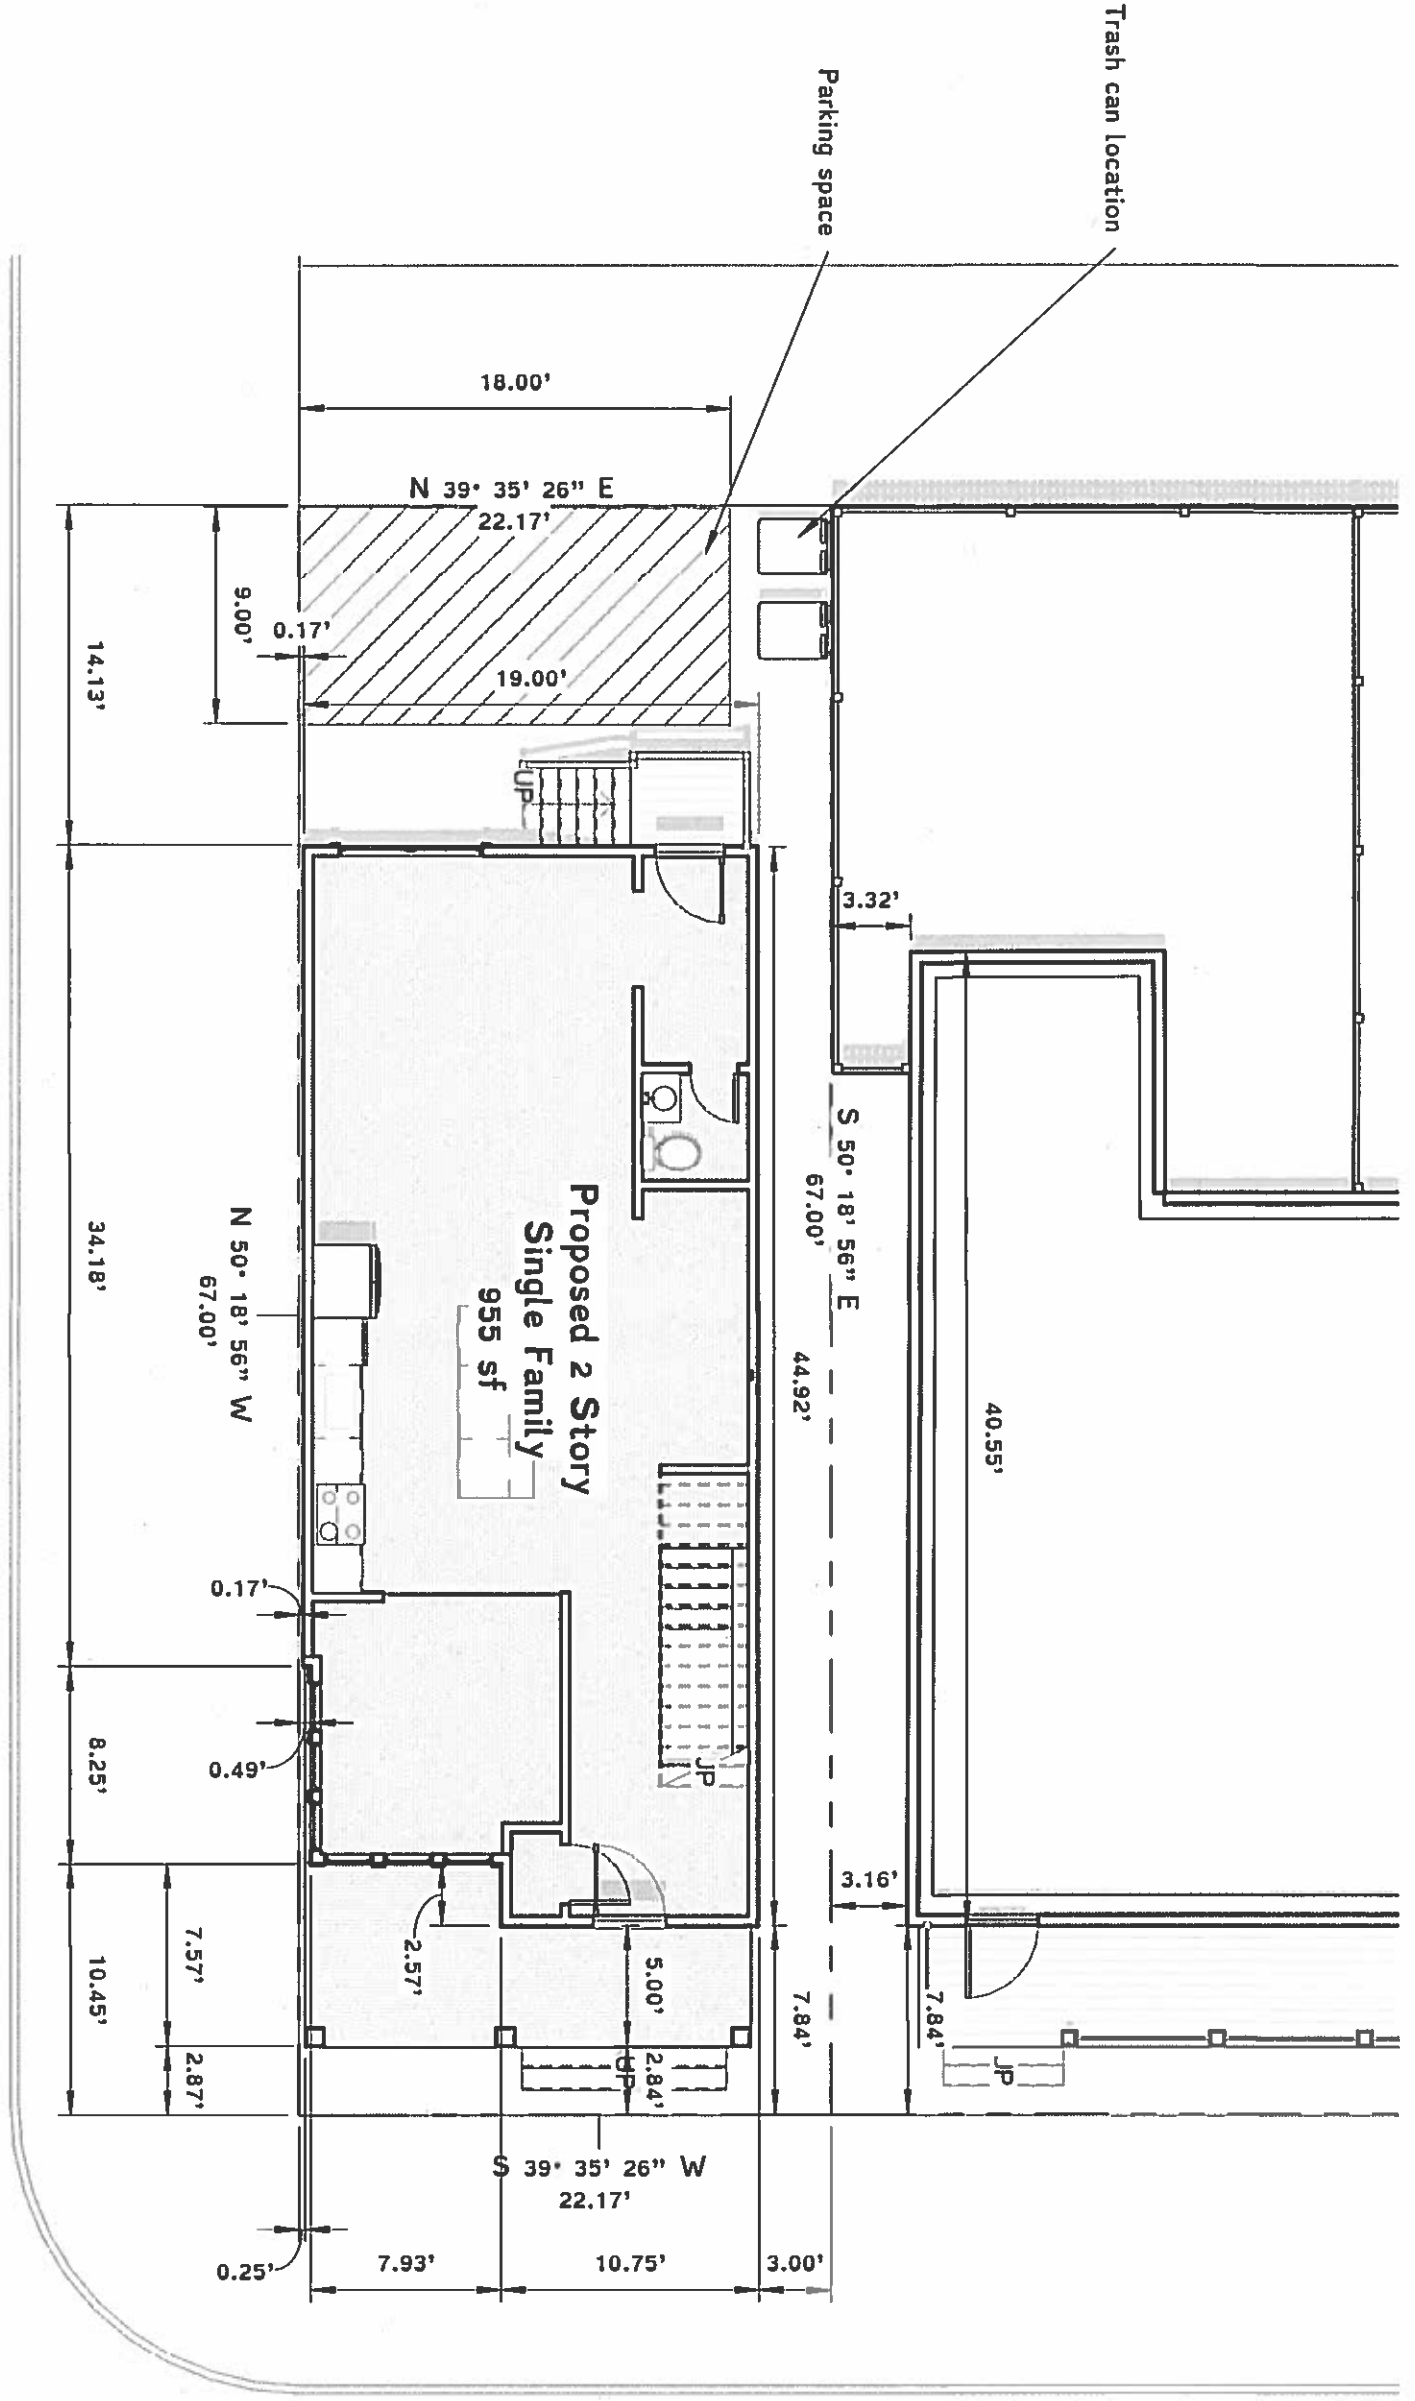 Trash can location
Parking space
18.00'
N 39° 35' 26" E
22.17'
9.00'
0.17'
14.13'
19.00'
UP
3.32'
S 50° 18' 56" E
67.00'
Proposed 2 Story
Single Family
955 sf
34.18'
N 50° 18' 56" W
67.00'
44.92'
40.55'
0.17'
8.25'
0.49'
3.16'
7.57'
10.45'
2.57'
5.00'
7.84'
7.84'
2.87'
UP
2.84'
S 39° 35' 26" W
22.17'
0.25'
7.93'
10.75'
3.00'